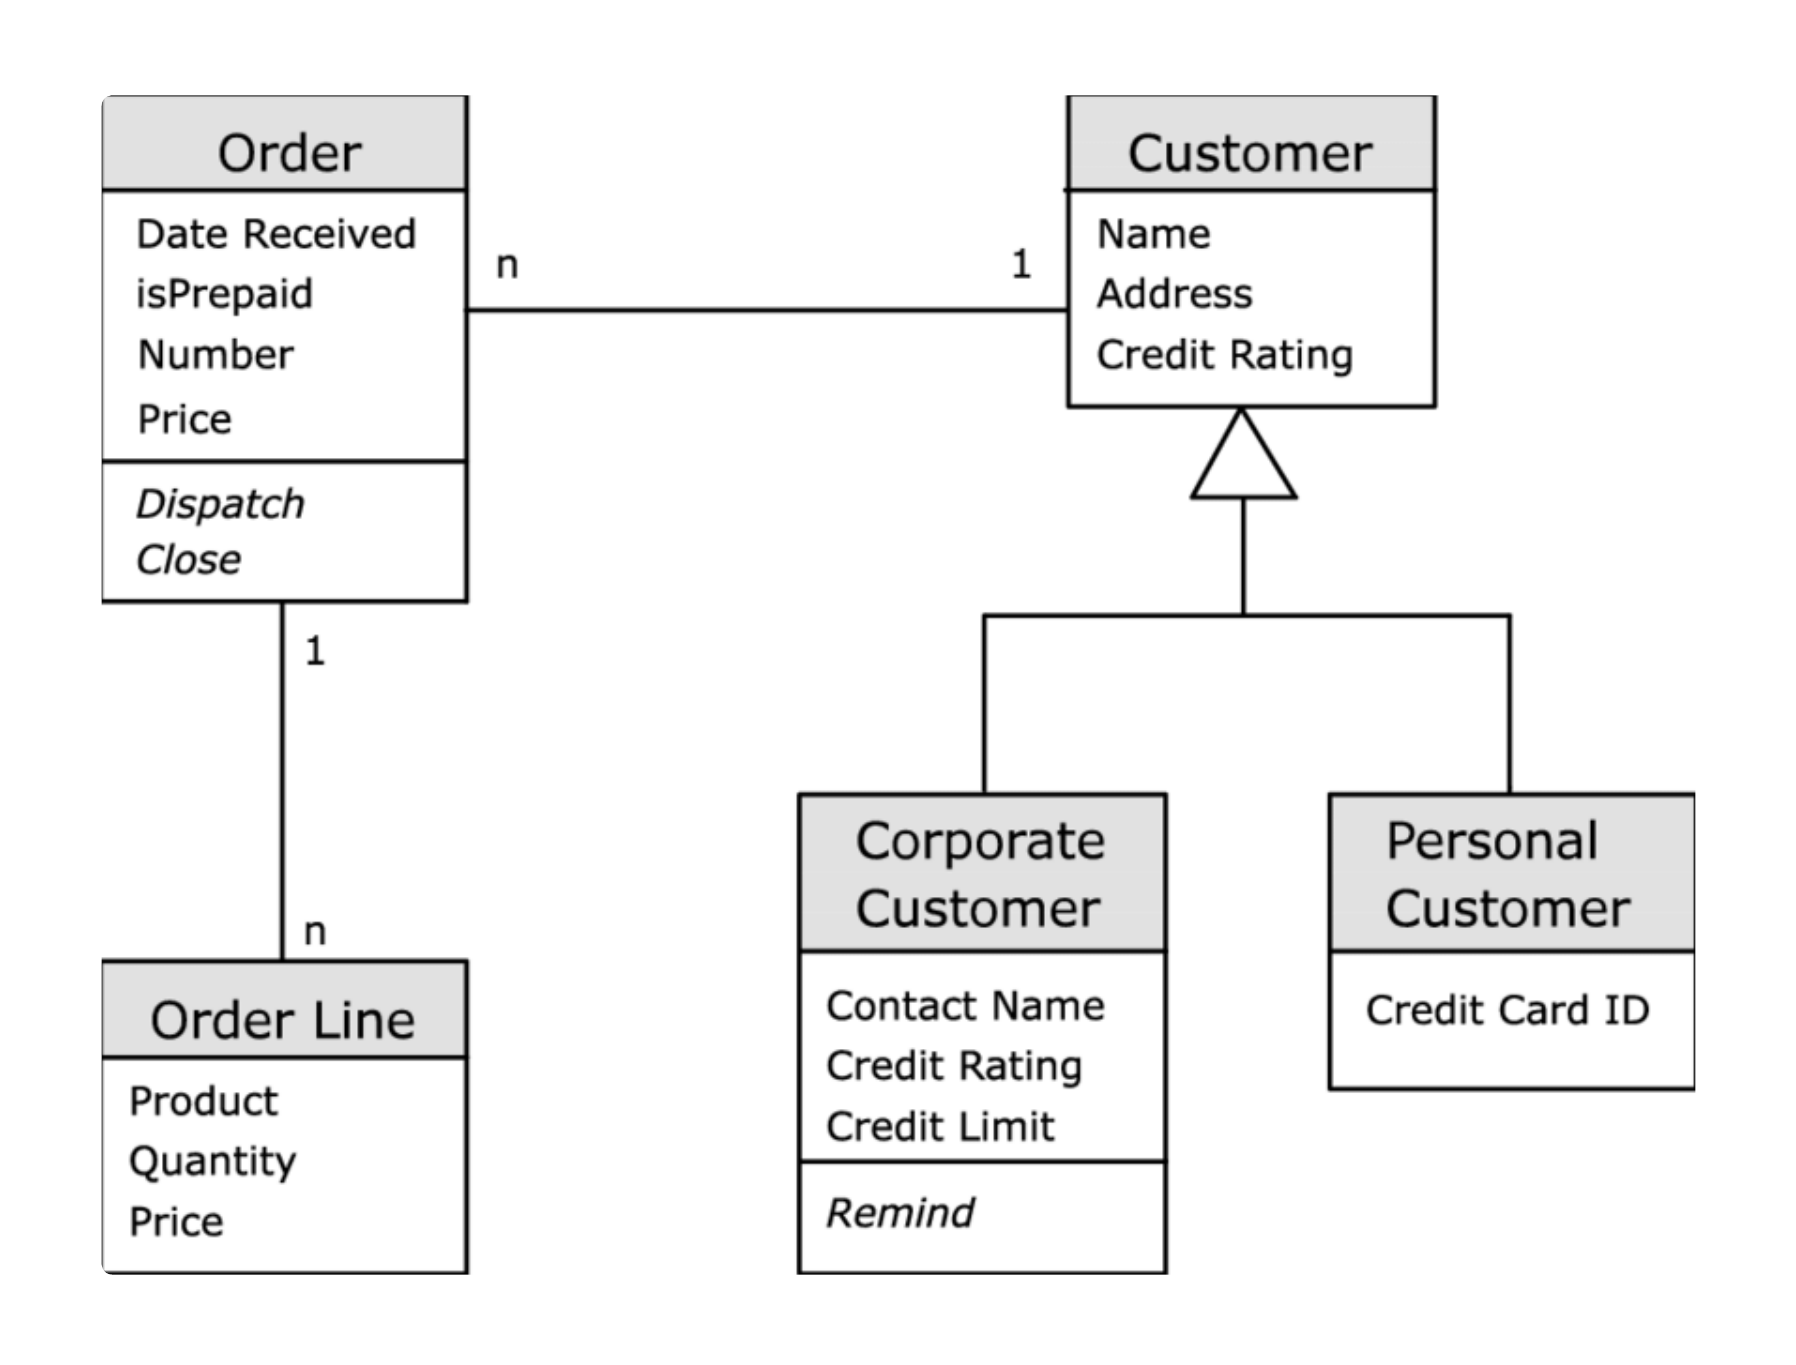 Order
Date Received
isPrepaid
Number
Price
Dispatch
Close
n
1
Customer
Name
Address
Credit Rating
1
n
Order Line
Product
Quantity
Price
Corporate
Customer
Contact Name
Credit Rating
Credit Limit
Remind
Personal
Customer
Credit Card ID